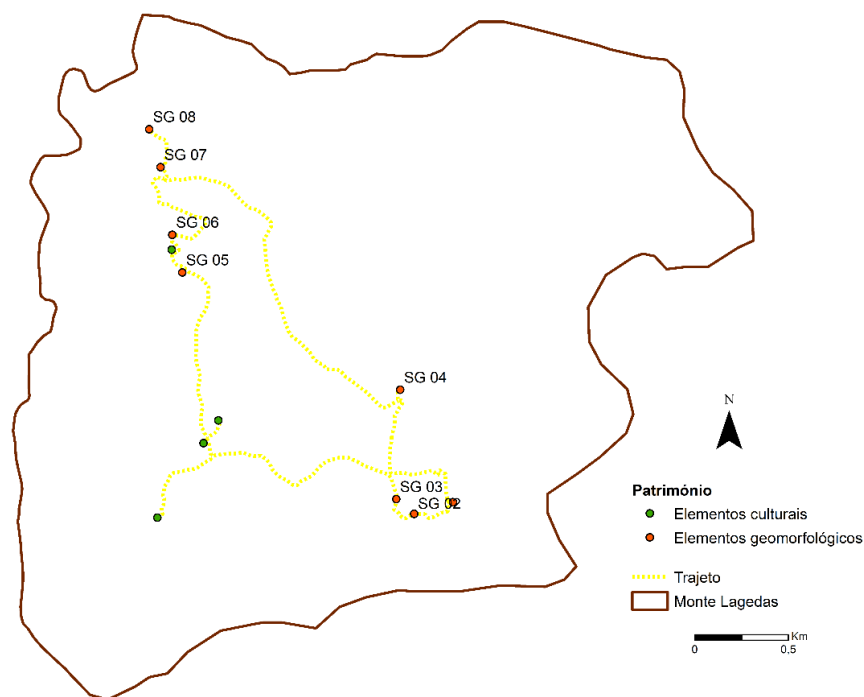 SG 08
SG 07
SG 06
SG 05
SG 04
SG 03
SG 02
N
Património
Elementos culturais
Elementos geomorfológicos
Trajeto
Monte Lagedas
Km
0 0.5